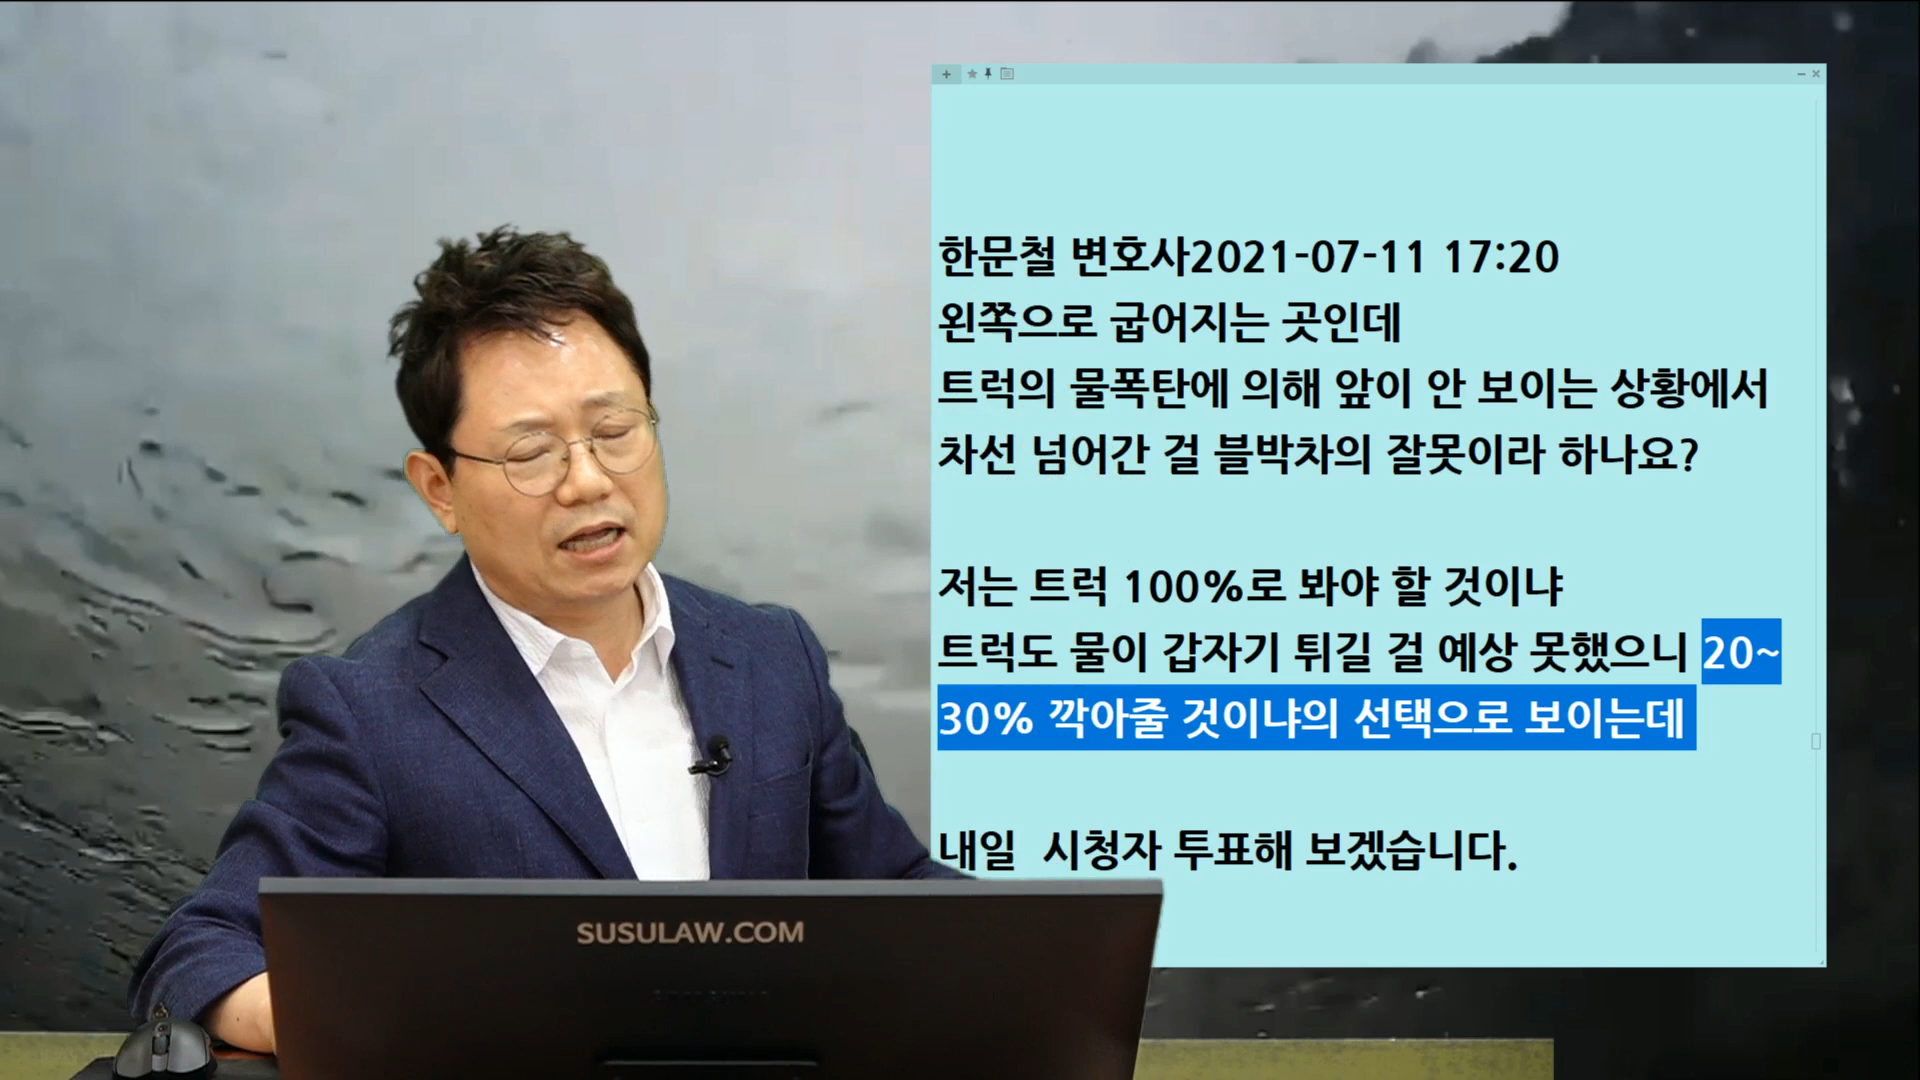 한문철 변호사2021-07-11 17:20
왼쪽으로 굽어지는 곳인데
트럭의 물폭탄에 의해 앞이 안 보이는 상황에서
차선 넘어간 걸 블박차의 잘못이라 하나요?
저는 트럭 100%로 봐야 할 것이냐
트럭도 물이 갑자기 튀길 걸 예상 못했으니 20~
30% 깍아줄 것이냐의 선택으로 보이는데
내일 시청자 투표해 보겠습니다.
SUSULAW.COM